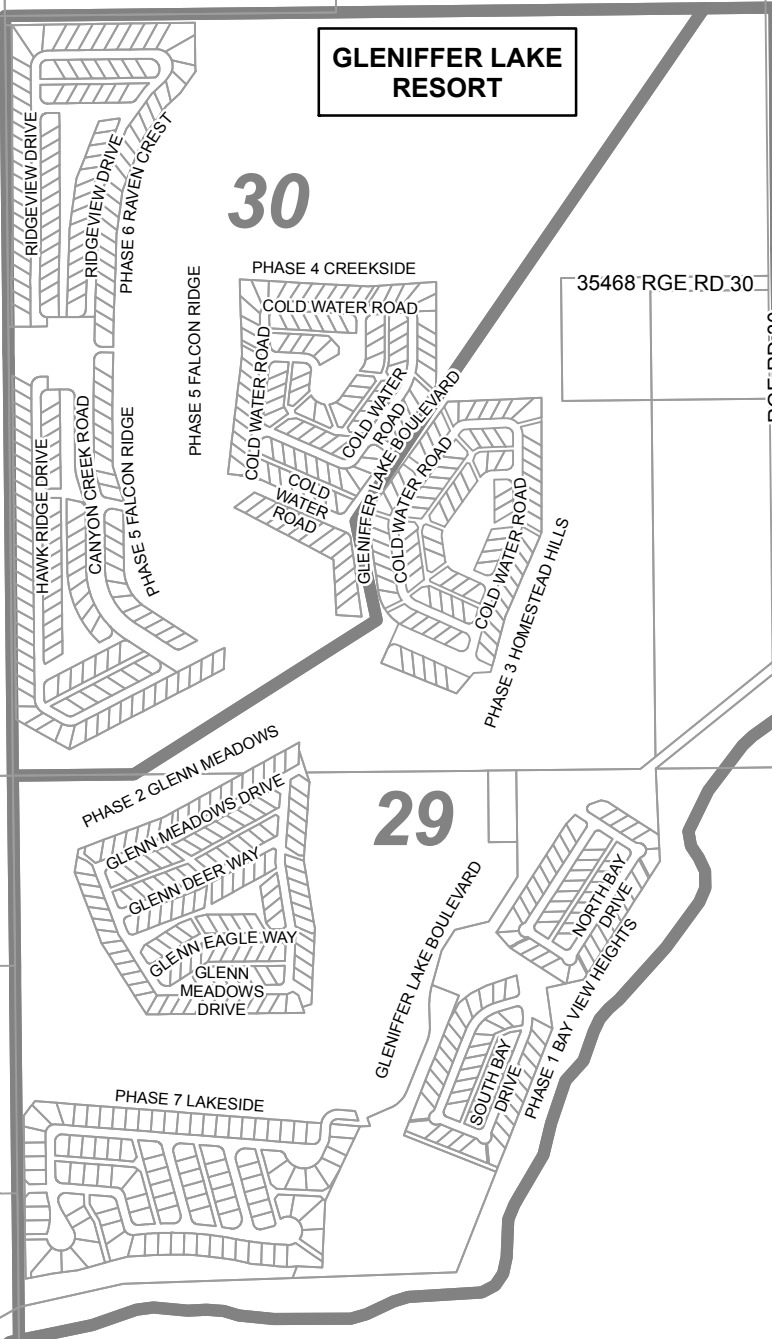 GLENIFFER LAKE
RESORT
RIDGEVIEW DRIVE
RIDGEVIEW DRIVE
PHASE 6 RAVEN CREST
30
PHASE 5 FALCON RIDGE
PHASE 4 CREEKSIDE
COLD WATER ROAD
COLD WATER ROAD
COLD WATER
ROAD
COLD
WATER
ROAD
GLENIFFER LAKE BOULEVARD
35468 RGE RD 30
RGE RD 30
HAWK RIDGE DRIVE
CANYON CREEK ROAD
PHASE 5 FALCON RIDGE
COLD WATER ROAD
COLD WATER ROAD
PHASE 3 HOMESTEAD HILLS
PHASE 2 GLENN MEADOWS
GLENN MEADOWS DRIVE
GLENN DEER WAY
GLENN EAGLE WAY
GLENN
MEADOWS
DRIVE
29
GLENIFFER LAKE BOULEVARD
NORTH BAY
DRIVE
PHASE 1 BAY VIEW HEIGHTS
SOUTH BAY
DRIVE
PHASE 7 LAKESIDE